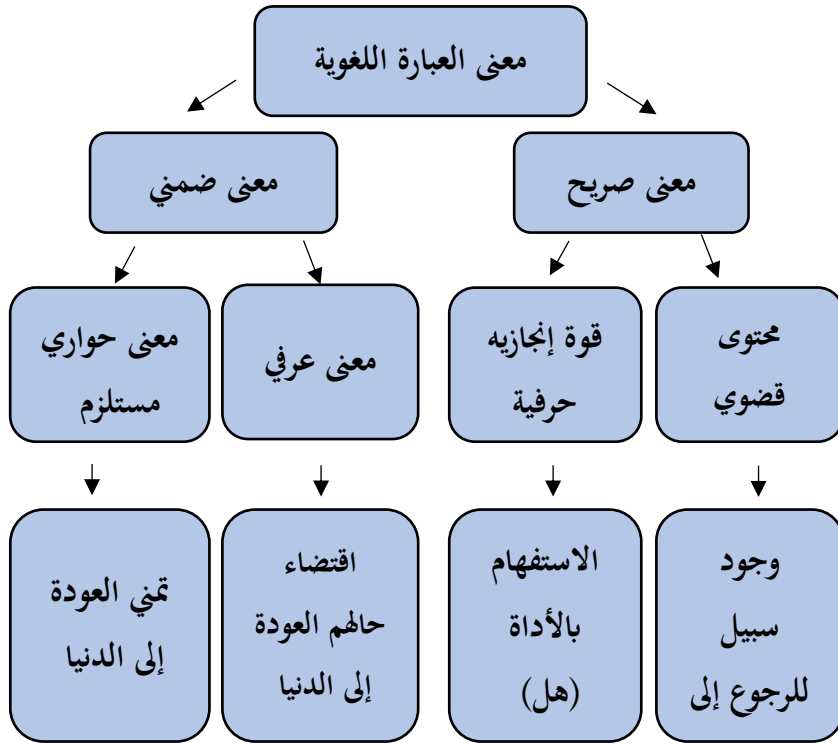 معنى العبارة اللغوية
معنى صريح
معنى ضمني
محتوى
قضوي
قوة إنجازيه
حرفية
معنى عرفي
معنى حواري
مستلزم
وجود
سبيل
للرجوع إلى
الاستفهام
بالأداة
(هل)
اقتضاء
حالهم العودة
إلى الدنيا
تمني العودة
إلى الدنيا